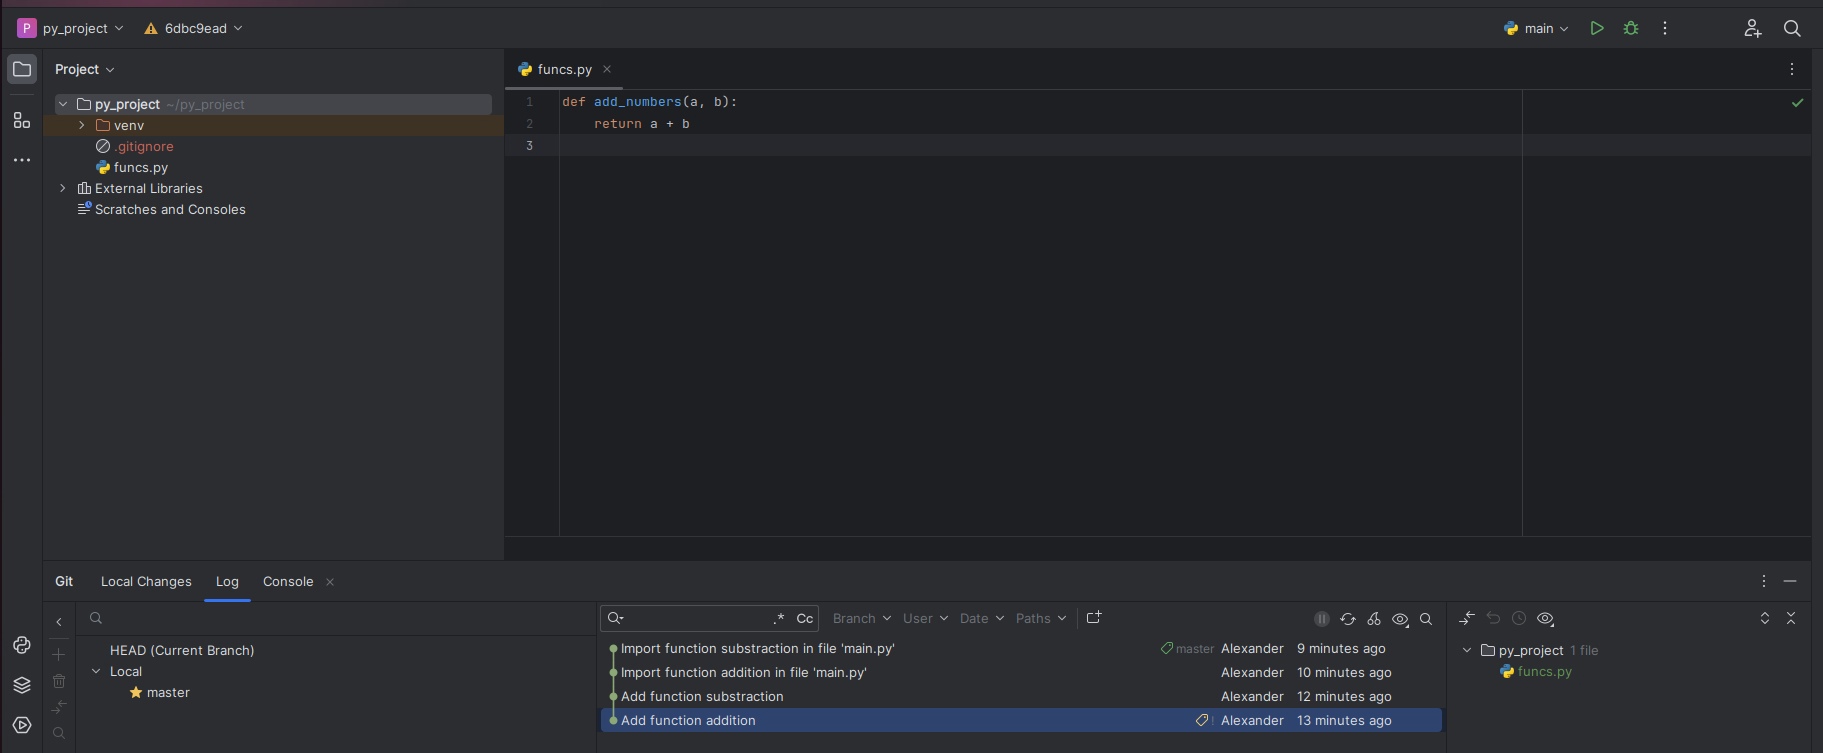 P py_project 6dbc9ead main
Project
py_project ~/py_project
venv
.gitignore
funcs.py
External Libraries
Scratches and Consoles
funcs.py
1 def add_numbers(a, b):
2 return a + b
3
Git Local Changes Log Console
.* Cc Branch User Date Paths
HEAD (Current Branch)
Local
master
Import function substraction in file 'main.py' master Alexander 9 minutes ago
Import function addition in file 'main.py' Alexander 10 minutes ago
Add function substraction Alexander 12 minutes ago
Add function addition ! Alexander 13 minutes ago
py_project 1 file
funcs.py